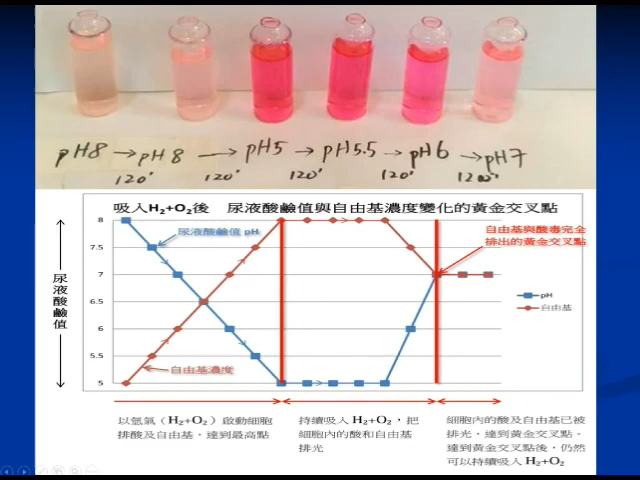 pH8 → pH8 → pH5 → pH5.5 → pH6 → pH7
120' 120' 120' 120' 1200'
吸入H₂+O₂後 尿液酸鹼值與自由基濃度變化的黃金交叉點
8
7.5
7
6.5
6
5.5
5
尿液酸鹼值
尿液酸鹼值 pH
自由基濃度
自由基與酸毒完全
排出的黃金交叉點
pH
自由基
以氫氧（H₂+O₂）啟動細胞
排酸及自由基，達到最高點
持續吸入 H₂+O₂，把
細胞內的酸和自由基
排光
細胞內的酸及自由基已被
排光，達到黃金交叉點。
達到黃金交叉點後，仍然
可以持續吸入 H₂+O₂